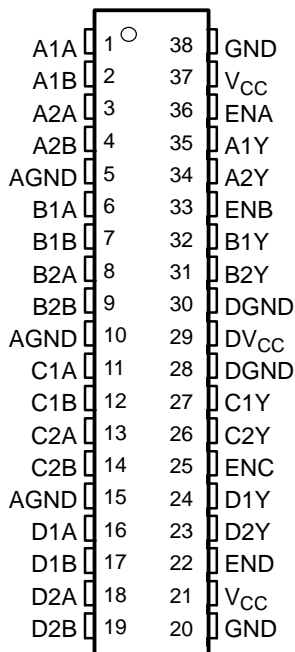 A1A 1 38 GND
A1B 2 37 VCC
A2A 3 36 ENA
A2B 4 35 A1Y
AGND 5 34 A2Y
B1A 6 33 ENB
B1B 7 32 B1Y
B2A 8 31 B2Y
B2B 9 30 DGND
AGND 10 29 DVCC
C1A 11 28 DGND
C1B 12 27 C1Y
C2A 13 26 C2Y
C2B 14 25 ENC
AGND 15 24 D1Y
D1A 16 23 D2Y
D1B 17 22 END
D2A 18 21 VCC
D2B 19 20 GND